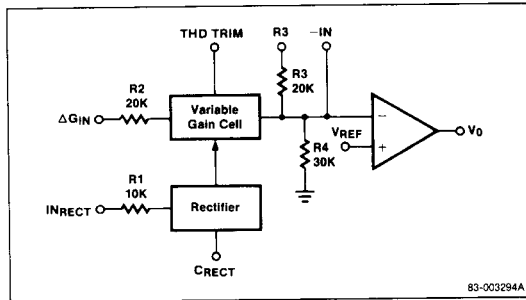 THD TRIM
R3
−IN
R2
20K
R3
20K
ΔGIN
Variable
Gain Cell
VREF
−
+
V0
R4
30K
R1
10K
INRECT
Rectifier
CRECT
83-003294A